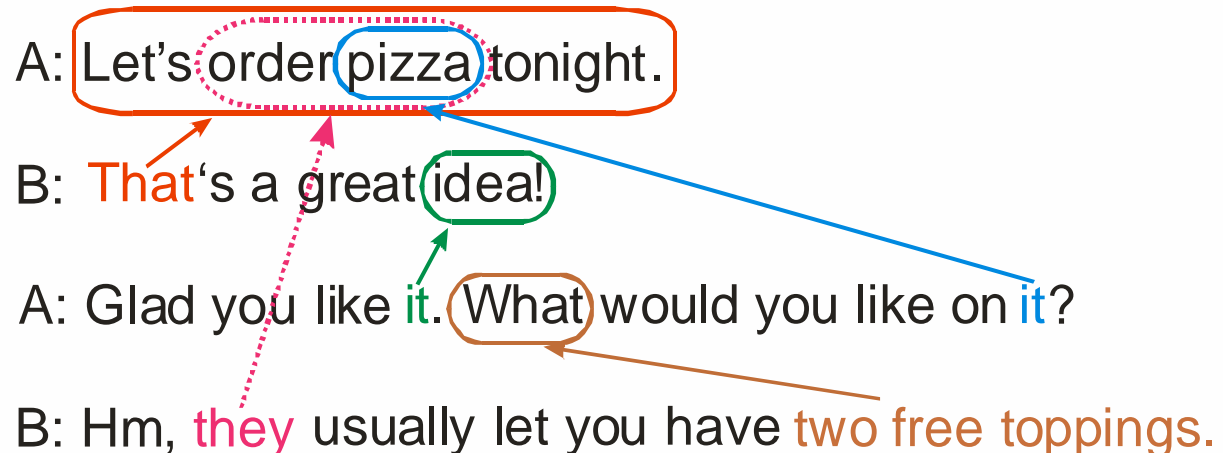 A: Let’s order pizza tonight.
B: That‘s a great idea!
A: Glad you like it. What would you like on it?
B: Hm, they usually let you have two free toppings.